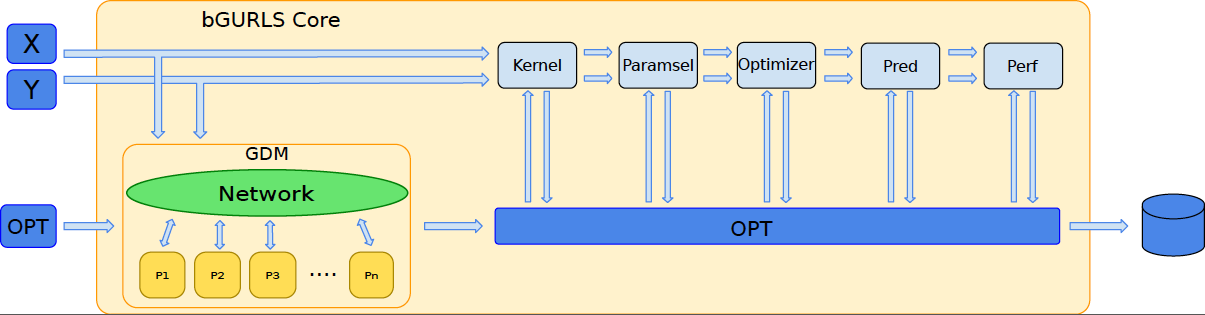 bGURLS Core
X
Y
Kernel
Paramsel
Optimizer
Pred
Perf
GDM
Network
OPT
OPT
P1
P2
P3
....
Pn